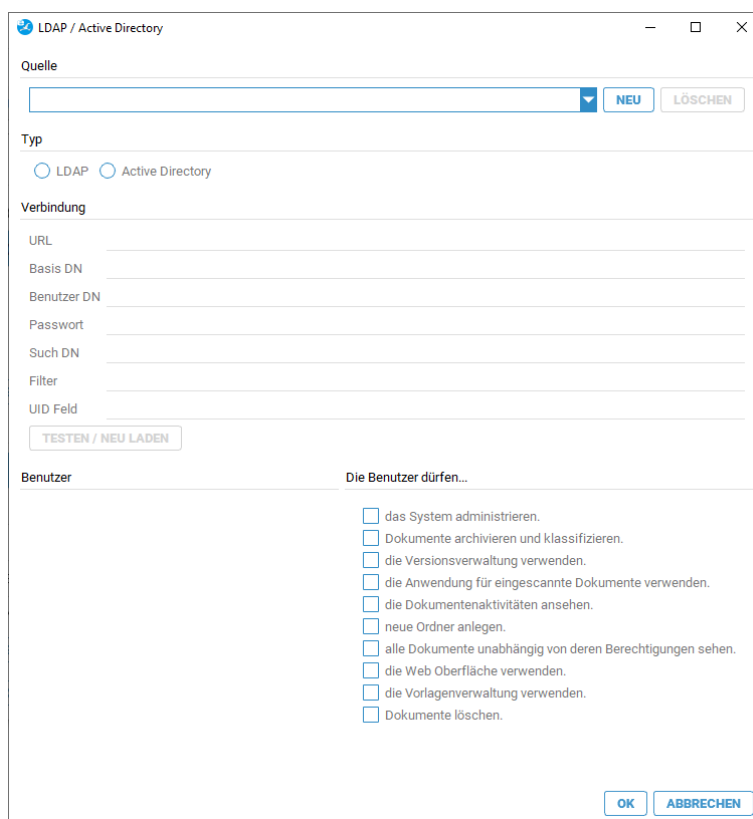 LDAP / Active Directory
Quelle
NEU LÖSCHEN
Typ
LDAP Active Directory
Verbindung
URL
Basis DN
Benutzer DN
Passwort
Such DN
Filter
UID Feld
TESTEN / NEU LADEN
Benutzer
Die Benutzer dürfen...
das System administrieren.
Dokumente archivieren und klassifizieren.
die Versionsverwaltung verwenden.
die Anwendung für eingescannte Dokumente verwenden.
die Dokumentenaktivitäten ansehen.
neue Ordner anlegen.
alle Dokumente unabhängig von deren Berechtigungen sehen.
die Web Oberfläche verwenden.
die Vorlagenverwaltung verwenden.
Dokumente löschen.
OK ABBRECHEN